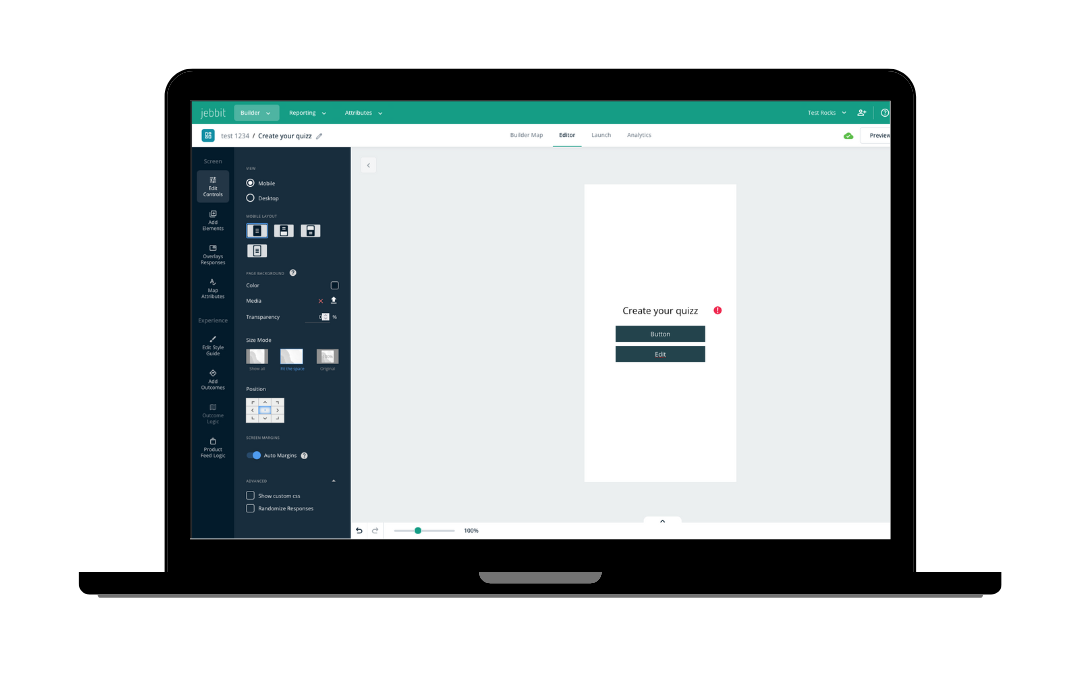 jebbit Builder Reporting Attributes Test Rocks
test 1234 / Create your quizz Builder Map Editor Launch Analytics Preview
Screen
Edit
Controls
Add
Elements
Overlays
Responses
Map
Attributes
Experience
Edit Style
Guide
Add
Outcomes
Outcome
Logic
Product
Feed Logic
VIEW
Mobile
Desktop
MOBILE LAYOUT
PAGE BACKGROUND
Color
Media
Transparency %
Size Mode
Show all Fill the space Original
Position
SCREEN MARGINS
Auto Margins
ADVANCED
Show custom css
Randomize Responses
Create your quizz
Button
Edit
100%